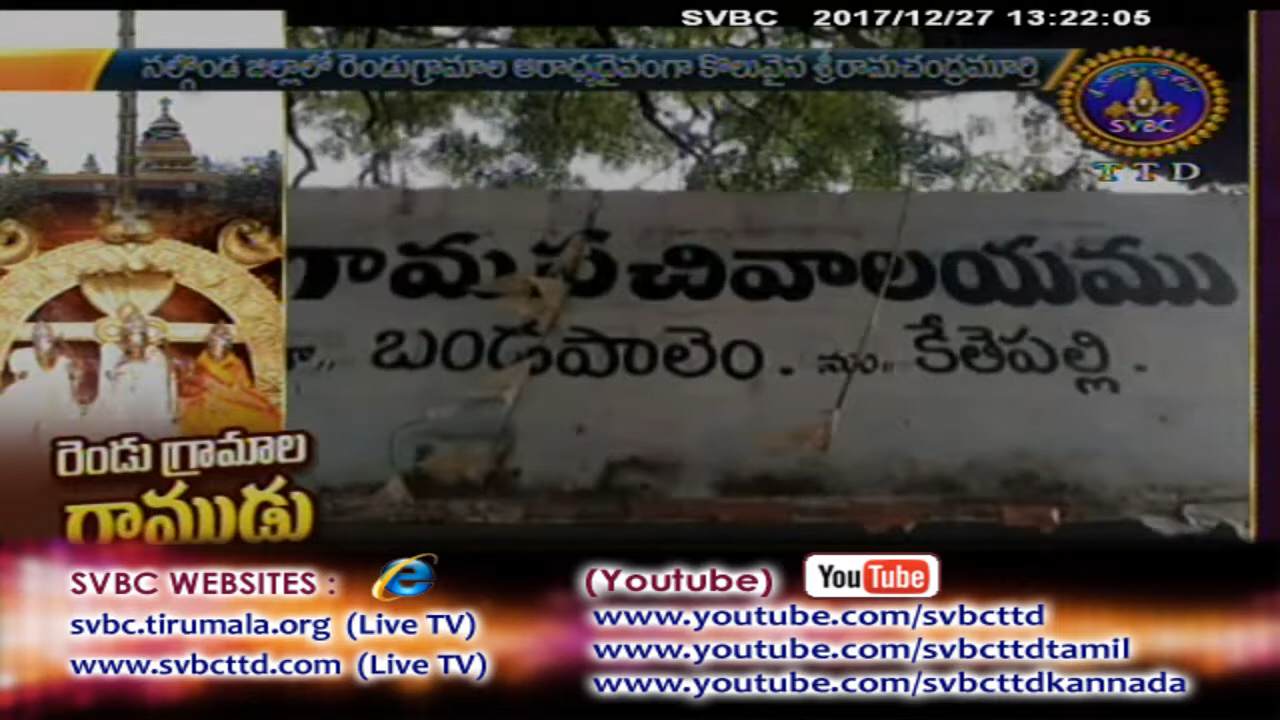 SVBC 2017/12/27 13:22:05
నల్గొండ జిల్లాలో రెండుగ్రామాల ఆరాధ్యదైవంగా కొలువైన శ్రీరామచంద్రమూర్తి
SVBC
TTD
గ్రామ సచివాలయము
బండపాలెం. మం,, కేతెపల్లి.
రెండు గ్రామాల
రాముడు
SVBC WEBSITES :
svbc.tirumala.org (Live TV)
www.svbcttd.com (Live TV)
(Youtube) YouTube
www.youtube.com/svbcttd
www.youtube.com/svbcttdtamil
www.youtube.com/svbcttdkannada